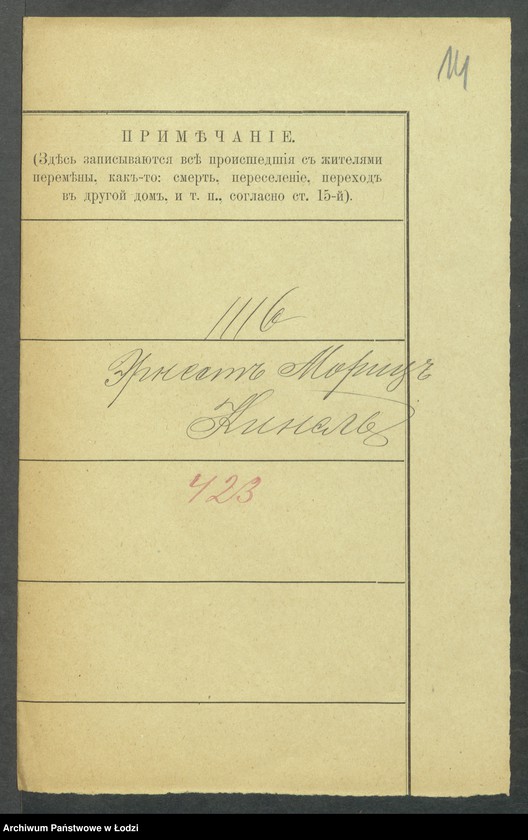 14
ПРИМѢЧАНІЕ.
(Здѣсь записываются всѣ происшедшія съ жителями
перемѣны, какъ-то: смерть, переселеніе, переходъ
въ другой домъ, и т. п., согласно ст. 15-й).
1116
Эрнестъ Морицъ
Кинель
423
Archiwum Państwowe w Łodzi